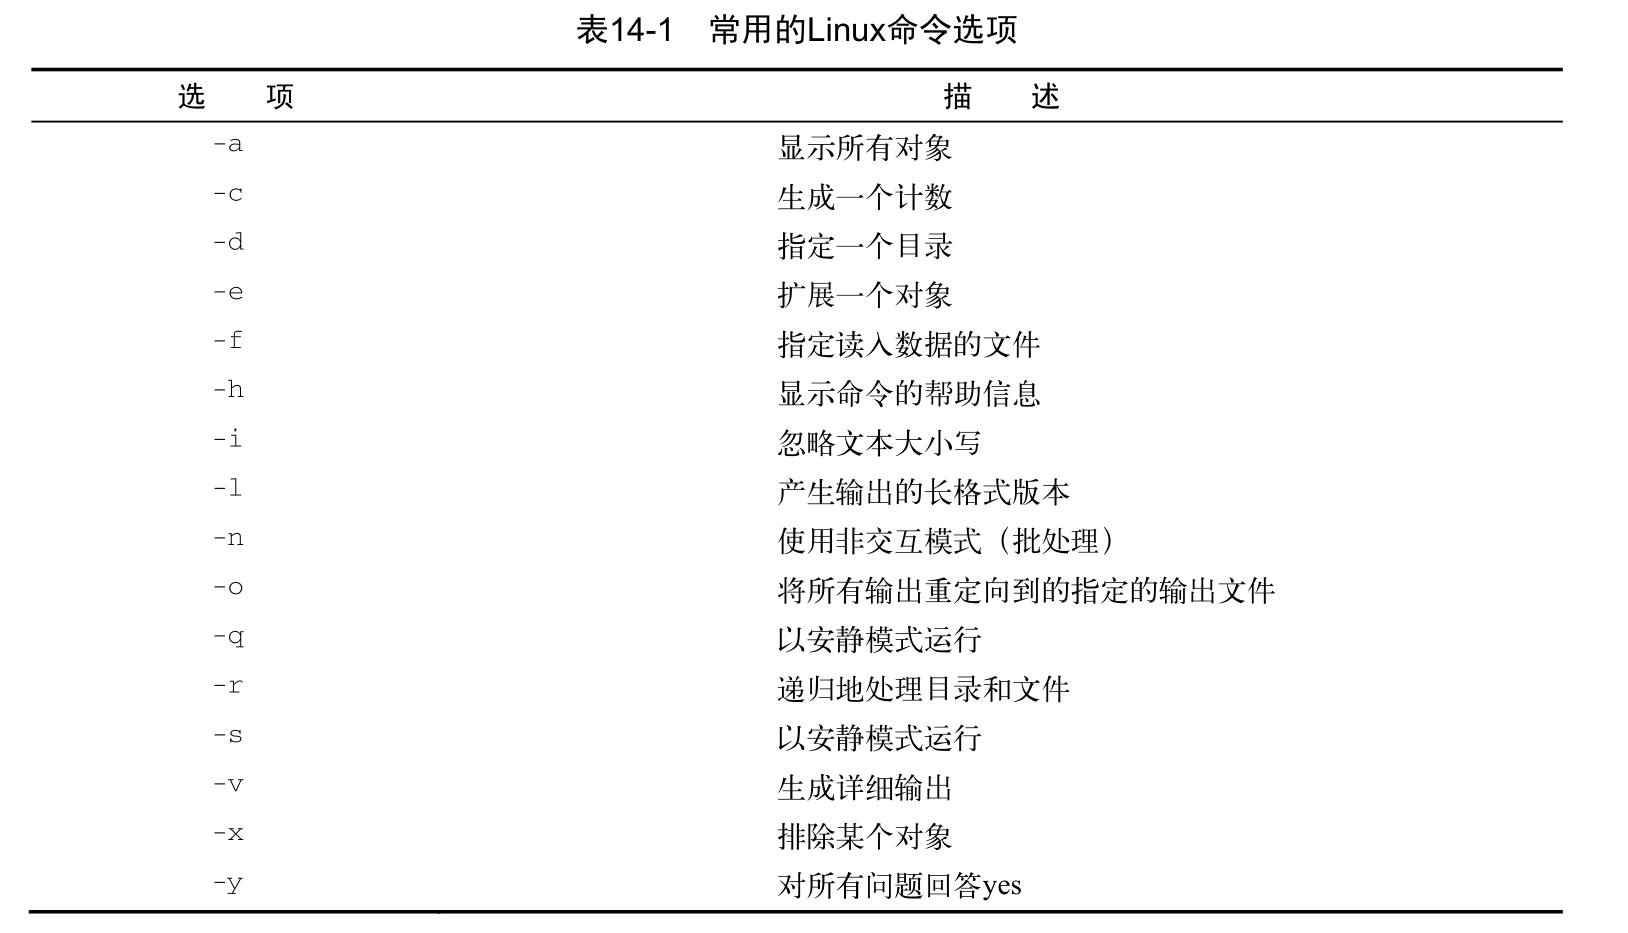 表14-1 常用的Linux命令选项
选 项 描 述
-a 显示所有对象
-c 生成一个计数
-d 指定一个目录
-e 扩展一个对象
-f 指定读入数据的文件
-h 显示命令的帮助信息
-i 忽略文本大小写
-l 产生输出的长格式版本
-n 使用非交互模式（批处理）
-o 将所有输出重定向到的指定的输出文件
-q 以安静模式运行
-r 递归地处理目录和文件
-s 以安静模式运行
-v 生成详细输出
-x 排除某个对象
-y 对所有问题回答yes